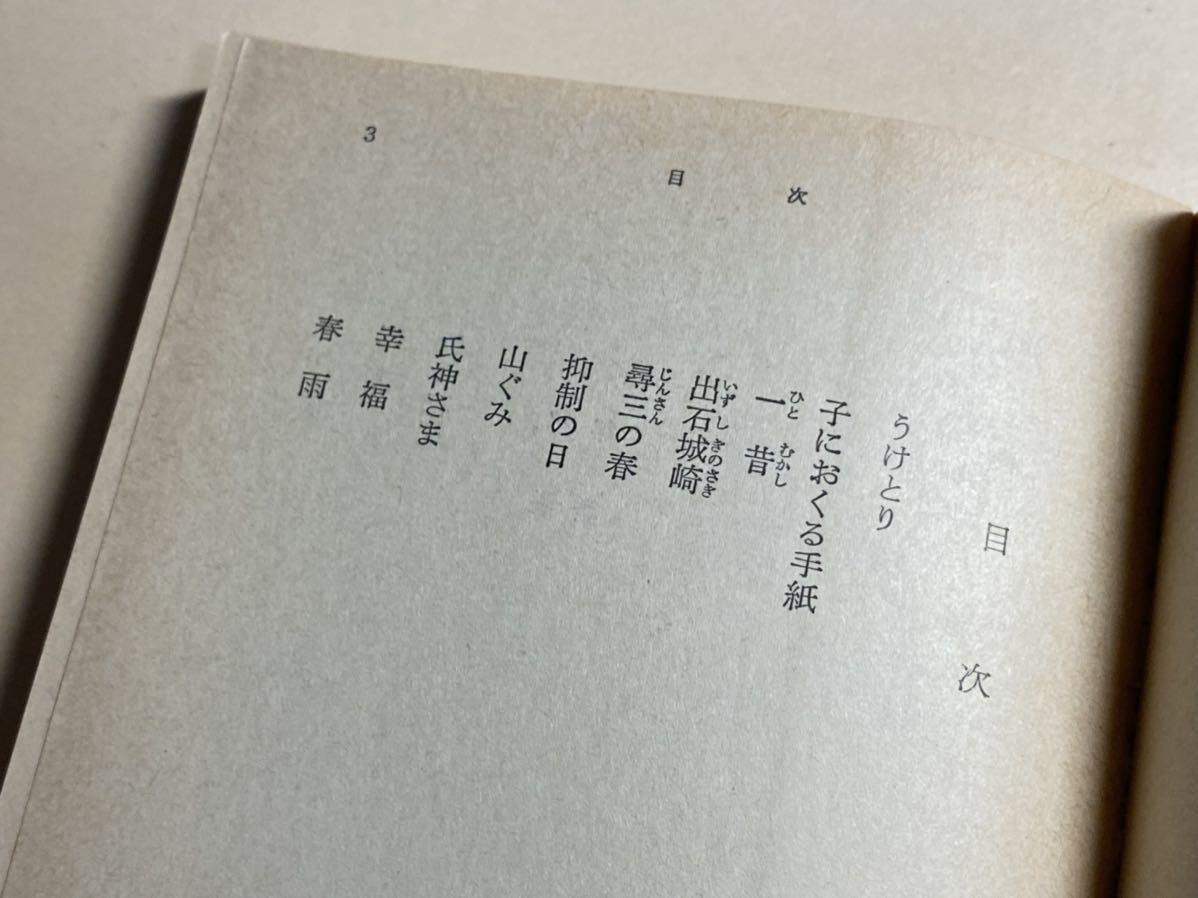 目次
うけとり
子におくる手紙
一昔
ひとむかし
出石城崎
いずしきのさき
尋三の春
じんさん
抑制の日
山ぐみ
氏神さま
幸福
春雨
目次
3